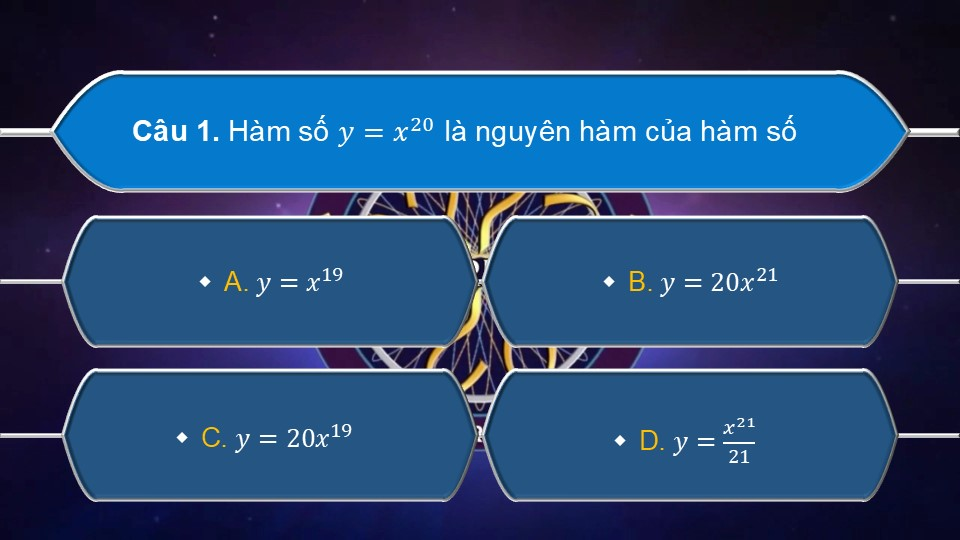 Câu 1. Hàm số y = x^20 là nguyên hàm của hàm số
A. y = x^19
B. y = 20x^21
C. y = 20x^19
D. y = x^21/21